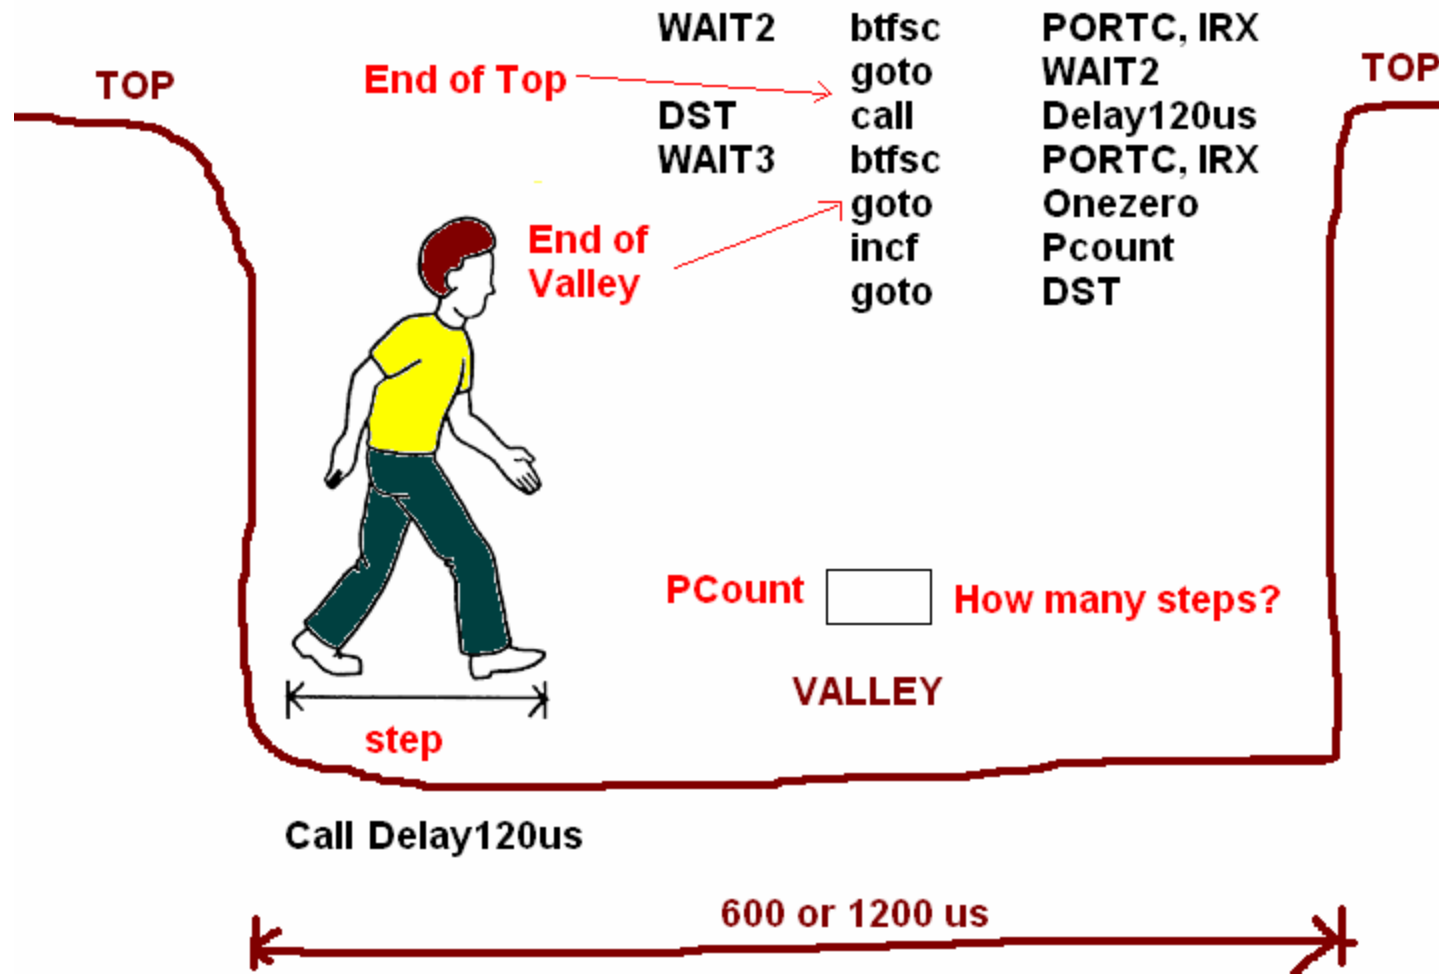 WAIT2 btfsc PORTC, IRX
TOP End of Top goto WAIT2 TOP
DST call Delay120us
WAIT3 btfsc PORTC, IRX
goto Onezero
End of
Valley
incf Pcount
goto DST
PCount How many steps?
VALLEY
step
Call Delay120us
600 or 1200 us